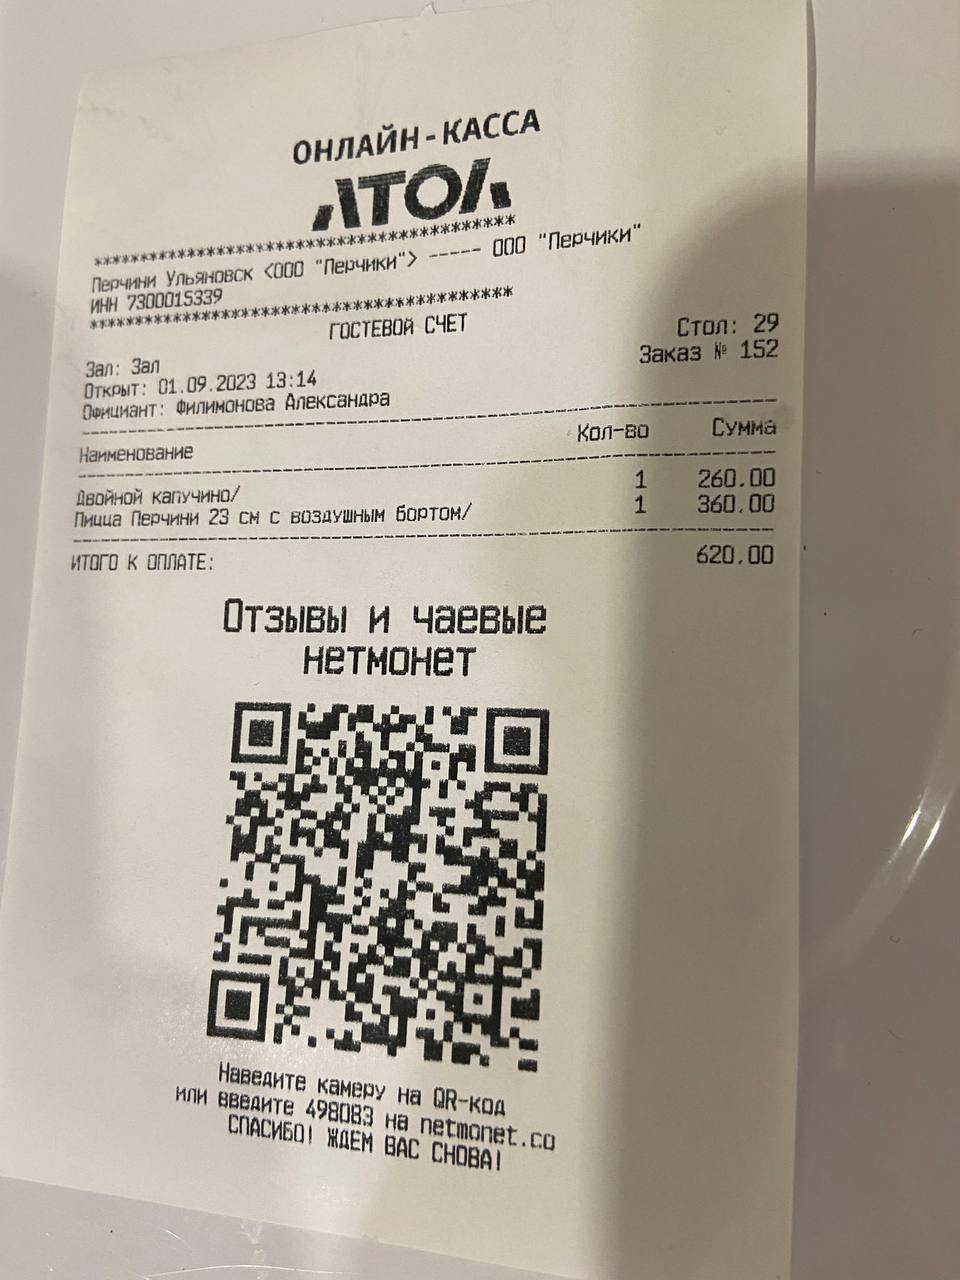 ОНЛАЙН-КАССА
АТОЛ
******************************************
Перчини Ульяновск <ООО "Перчики"> ----- ООО "Перчики"
ИНН 7300015339
******************************************
ГОСТЕВОЙ СЧЕТ
Зал: Зал Стол: 29
Открыт: 01.09.2023 13:14 Заказ № 152
Официант: Филимонова Александра
Наименование Кол-во Сумма
Двойной капучино/ 1 260.00
Пицца Перчини 23 см с воздушным бортом/ 1 360.00
ИТОГО К ОПЛАТЕ: 620.00
Отзывы и чаевые
нетмонет
Наведите камеру на QR-код
или введите 498083 на netmonet.co
СПАСИБО! ЖДЕМ ВАС СНОВА!